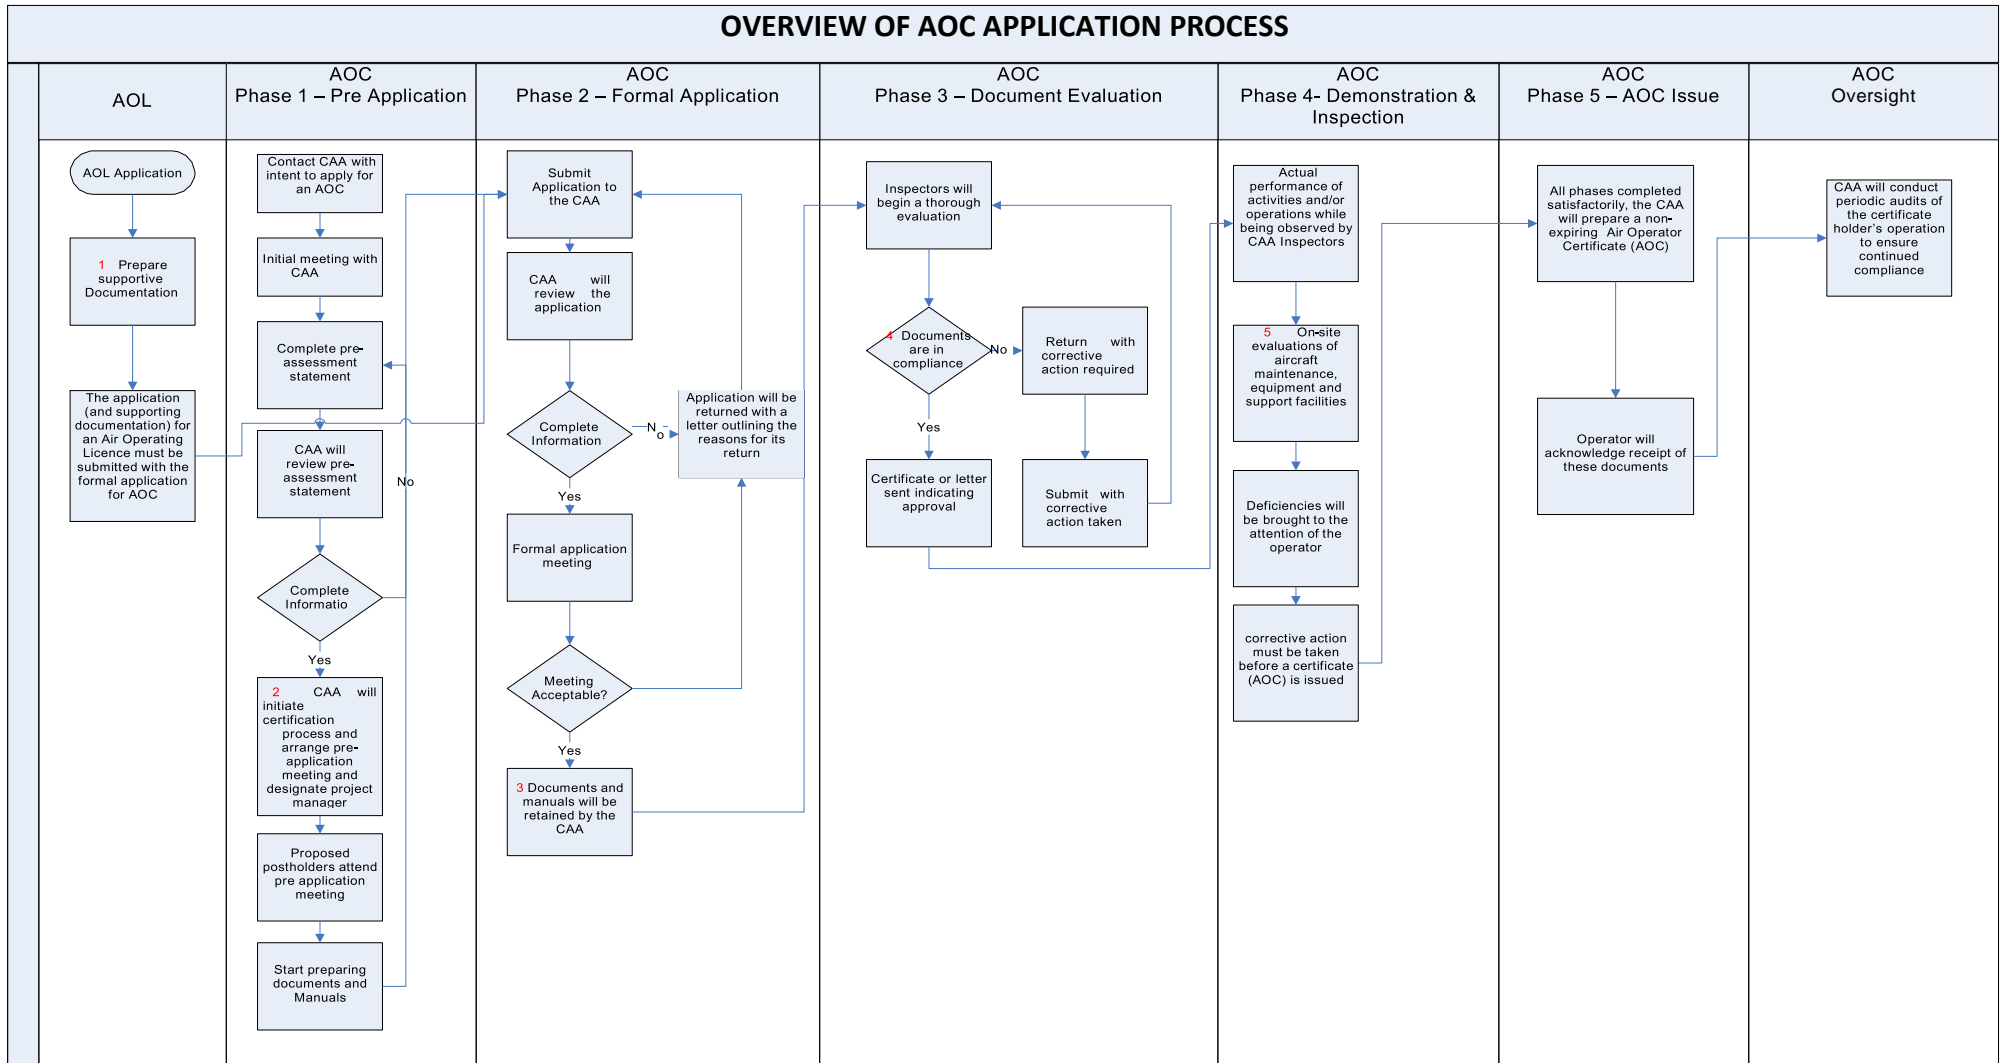 OVERVIEW OF AOC APPLICATION PROCESS
AOL
AOC
Phase 1 – Pre Application
AOC
Phase 2 – Formal Application
AOC
Phase 3 – Document Evaluation
AOC
Phase 4- Demonstration &
Inspection
AOC
Phase 5 – AOC Issue
AOC
Oversight
AOL Application
1 Prepare
supportive
Documentation
The application
(and supporting
documentation) for
an Air Operating
Licence must be
submitted with the
formal application
for AOC
Contact CAA with
intent to apply for
an AOC
Initial meeting with
CAA
Complete pre-
assessment
statement
CAA will
review pre-
assessment
statement
No
Complete
Informatio
Yes
2 CAA will
initiate
certification
process and
arrange pre-
application
meeting and
designate project
manager
Proposed
postholders attend
pre application
meeting
Start preparing
documents and
Manuals
Submit
Application to
the CAA
CAA will
review the
application
Complete
Information
N
o
Application will be
returned with a
letter outlining the
reasons for its
return
Yes
Formal application
meeting
Meeting
Acceptable?
Yes
3 Documents and
manuals will be
retained by the
CAA
Inspectors will
begin a thorough
evaluation
4 Documents
are in
compliance
No
Return with
corrective
action required
Yes
Certificate or letter
sent indicating
approval
Submit with
corrective
action taken
Actual
performance of
activities and/or
operations while
being observed by
CAA Inspectors
5 On-site
evaluations of
aircraft
maintenance,
equipment and
support facilities
Deficiencies will
be brought to the
attention of the
operator
corrective action
must be taken
before a certificate
(AOC) is issued
All phases completed
satisfactorily, the CAA
will prepare a non-
expiring Air Operator
Certificate (AOC)
Operator will
acknowledge receipt of
these documents
CAA will conduct
periodic audits of
the certificate
holder's operation
to ensure
continued
compliance